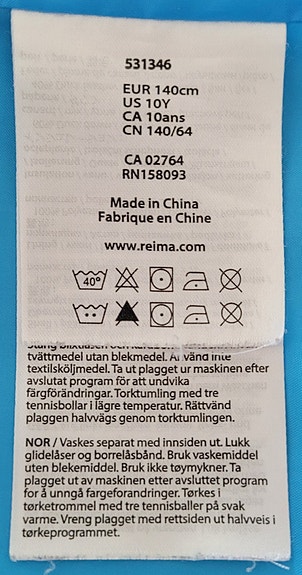 531346
EUR 140cm
US 10Y
CA 10ans
CN 140/64
CA 02764
RN158093
Made in China
Fabrique en Chine
www.reima.com
40°
tvättmedel utan blekmedel. Använd inte
textilsköljmedel. Ta ut plagget ur maskinen efter
avslutat program för att undvika
färgförändringar. Torktumling med tre
tennisbollar i lägre temperatur. Rättvänd
plaggen halvvägs genom torktumlingen.
NOR / Vaskes separat med innsiden ut. Lukk
glidelåser og borrelåsbånd. Bruk vaskemiddel
uten blekemiddel. Bruk ikke tøymykner. Ta
plagget ut av maskinen etter avsluttet program
for å unngå fargeforandringer. Tørkes i
tørketrommel med tre tennisballer på svak
varme. Vreng plagget med rettsiden ut halvveis i
tørkeprogrammet.